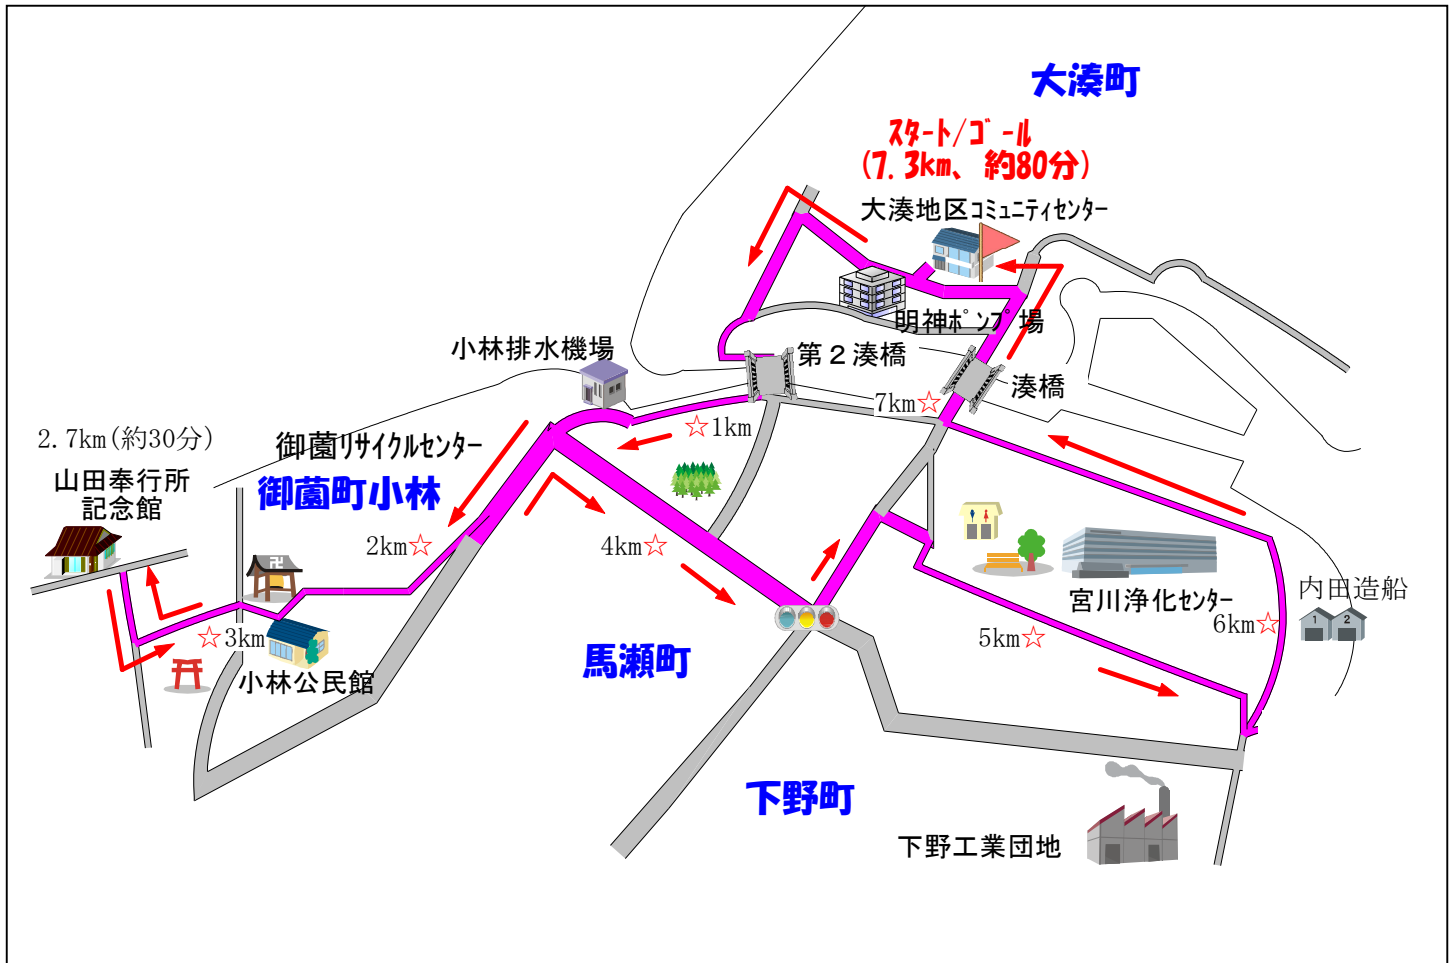 大湊町
スタート/ゴール
(7.3km、約80分)
大湊地区コミュニティセンター
明神ポンプ場
小林排水機場
第2湊橋
湊橋
7km☆
☆1km
2.7km(約30分)
御薗リサイクルセンター
山田奉行所
記念館
御薗町小林
2km☆
4km☆
卍
宮川浄化センター
内田造船
1
2
6km☆
☆3km
5km☆
小林公民館
馬瀬町
下野町
下野工業団地